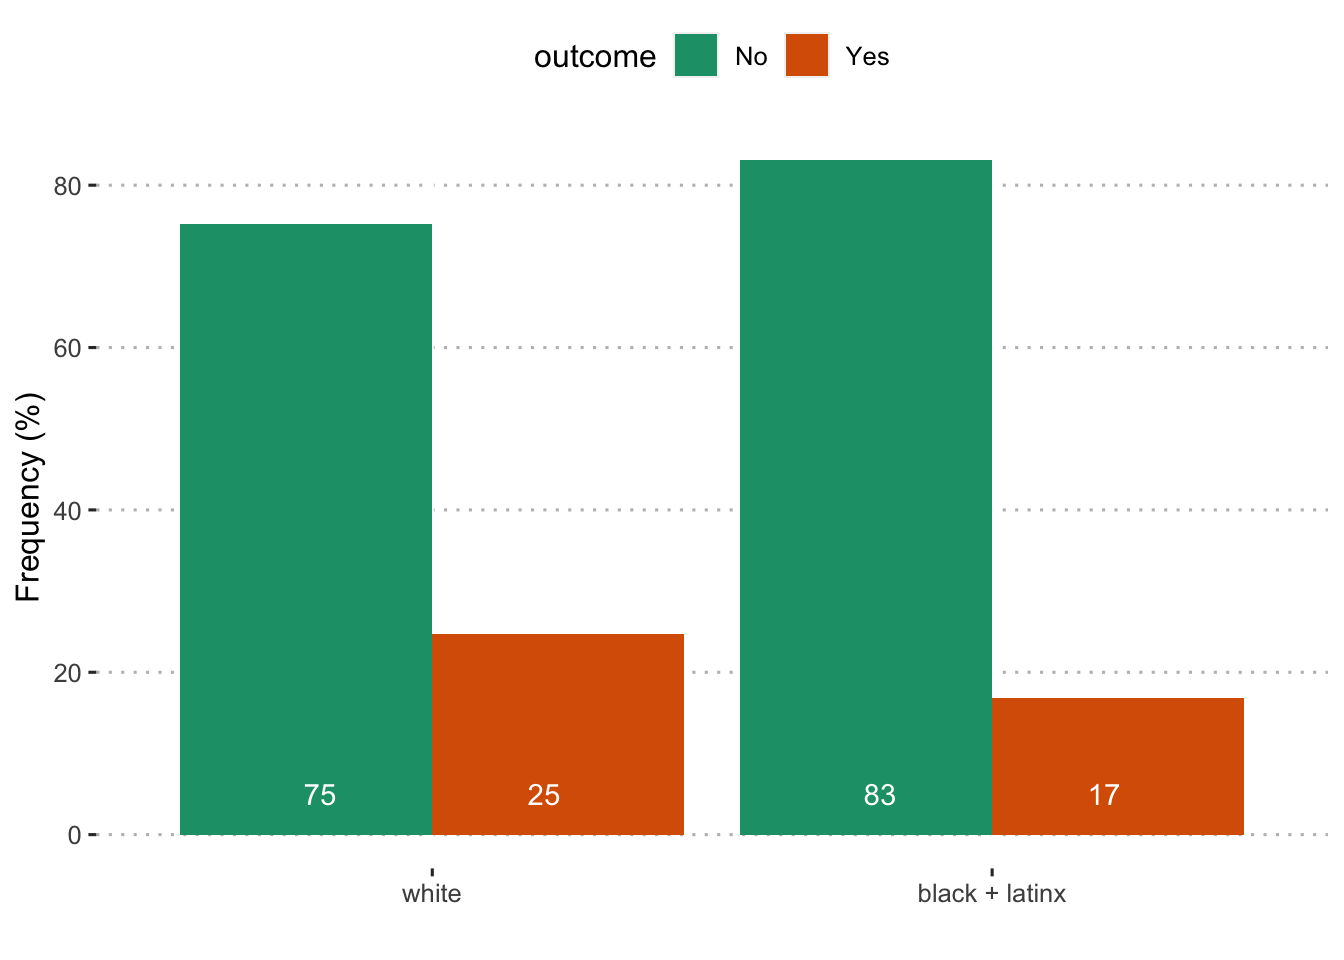 outcome No Yes
80
60
40
20
0
Frequency (%)
75 25 83 17
white black + latinx